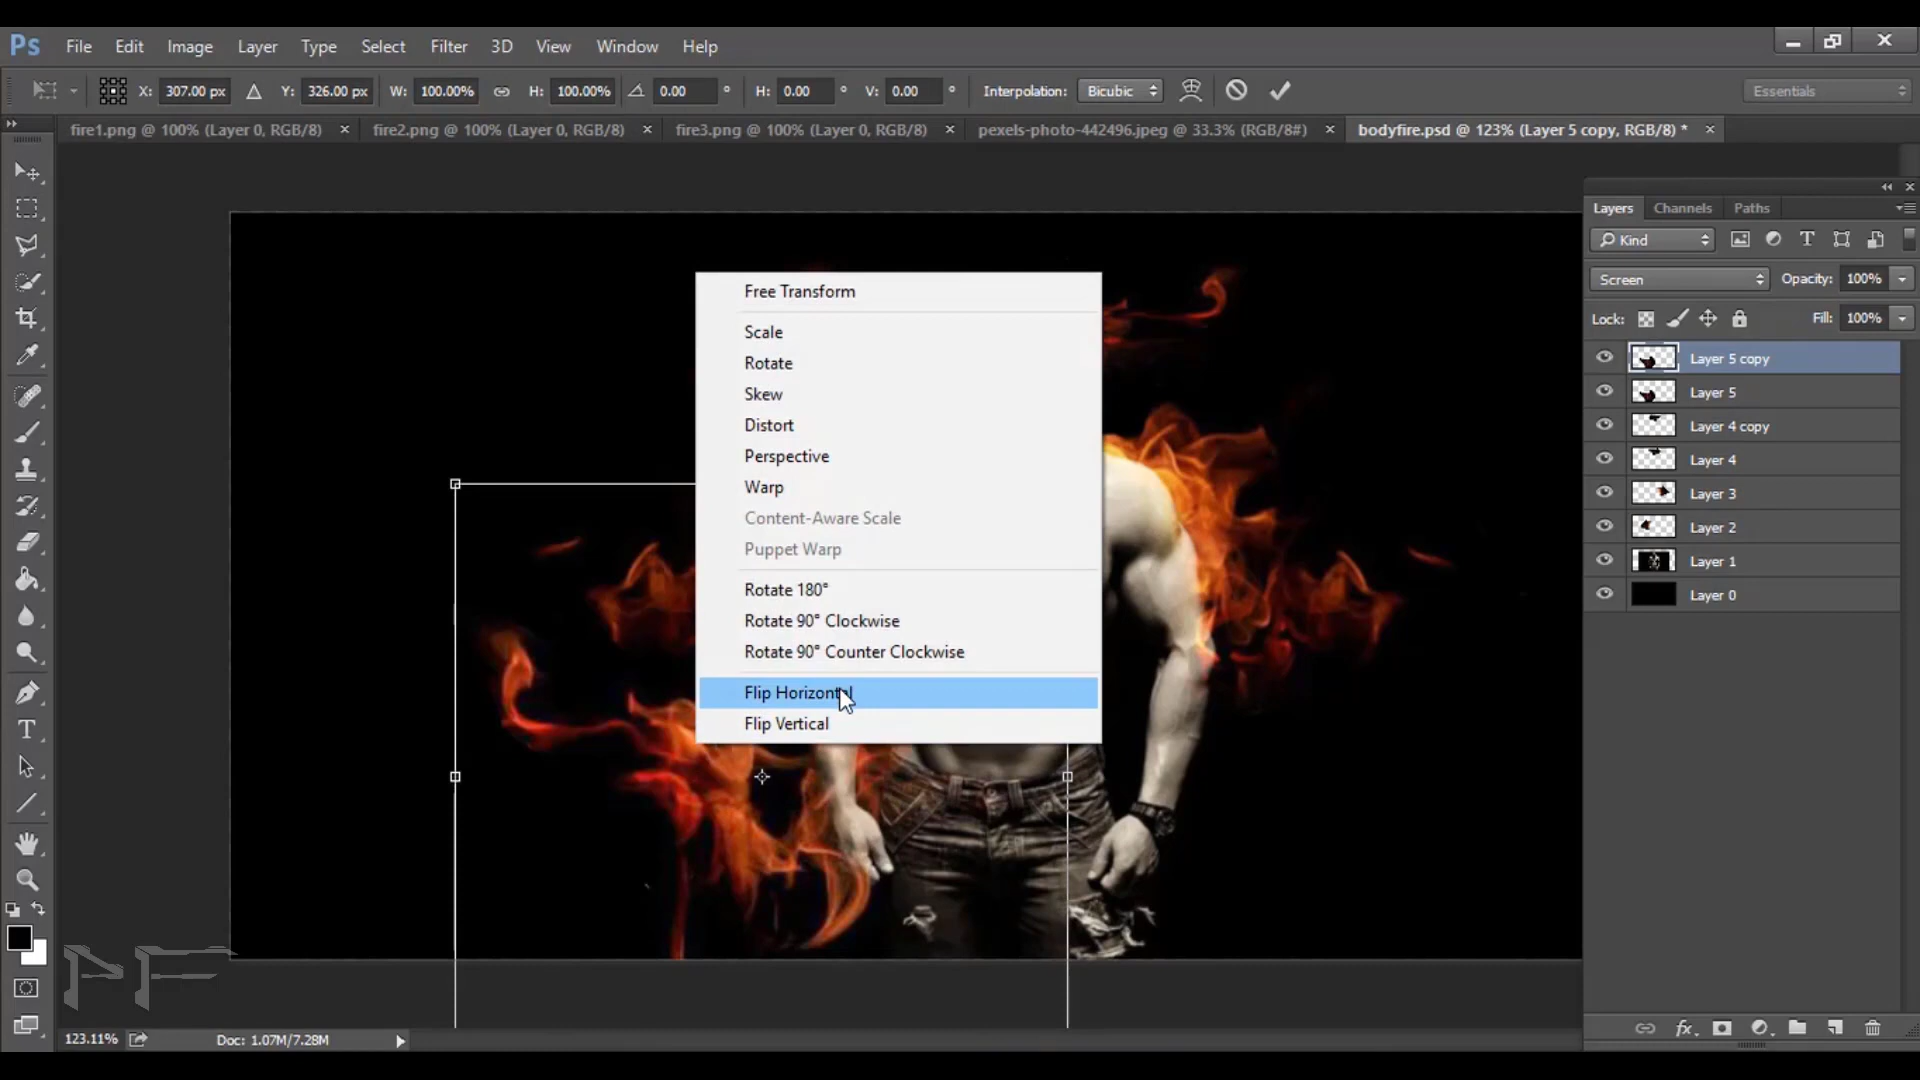 Ps File Edit Image Layer Type Select Filter 3D View Window Help
X: 307.00 px Y: 326.00 px W: 100.00% H: 100.00% 0.00 ° H: 0.00 ° V: 0.00 ° Interpolation: Bicubic Essentials
fire1.png @ 100% (Layer 0, RGB/8) × fire2.png @ 100% (Layer 0, RGB/8) × fire3.png @ 100% (Layer 0, RGB/8) × pexels-photo-442496.jpeg @ 33.3% (RGB/8#) × bodyfire.psd @ 123% (Layer 5 copy, RGB/8) * ×
Free Transform
Scale
Rotate
Skew
Distort
Perspective
Warp
Content-Aware Scale
Puppet Warp
Rotate 180°
Rotate 90° Clockwise
Rotate 90° Counter Clockwise
Flip Horizontal
Flip Vertical
Layers Channels Paths
Kind
Screen Opacity: 100%
Lock: Fill: 100%
Layer 5 copy
Layer 5
Layer 4 copy
Layer 4
Layer 3
Layer 2
Layer 1
Layer 0
fx
123.11% Doc: 1.07M/7.28M